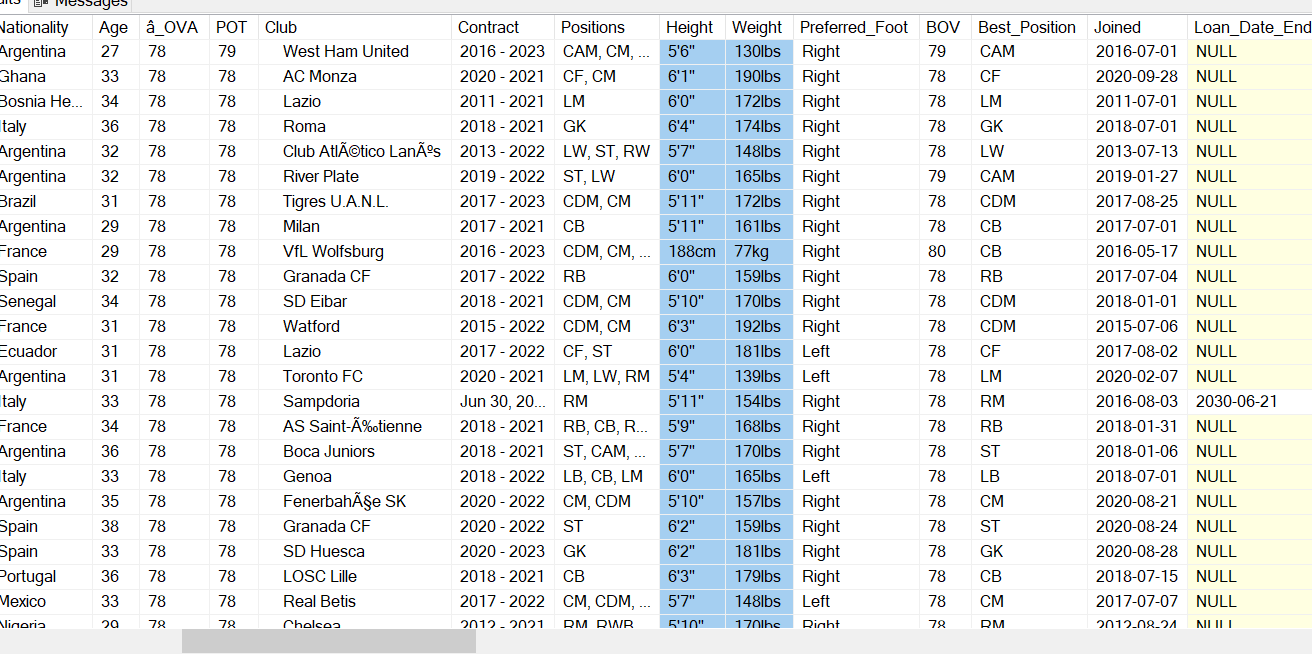 Messages
Nationality Age â_OVA POT Club Contract Positions Height Weight Preferred_Foot BOV Best_Position Joined Loan_Date_End
Argentina 27 78 79 West Ham United 2016 - 2023 CAM, CM, ... 5'6" 130lbs Right 79 CAM 2016-07-01 NULL
Ghana 33 78 78 AC Monza 2020 - 2021 CF, CM 6'1" 190lbs Right 78 CF 2020-09-28 NULL
Bosnia He... 34 78 78 Lazio 2011 - 2021 LM 6'0" 172lbs Right 78 LM 2011-07-01 NULL
Italy 36 78 78 Roma 2018 - 2021 GK 6'4" 174lbs Right 78 GK 2018-07-01 NULL
Argentina 32 78 78 Club AtlÃ©tico LanÃºs 2013 - 2022 LW, ST, RW 5'7" 148lbs Right 78 LW 2013-07-13 NULL
Argentina 32 78 78 River Plate 2019 - 2022 ST, LW 6'0" 165lbs Right 79 CAM 2019-01-27 NULL
Brazil 31 78 78 Tigres U.A.N.L. 2017 - 2023 CDM, CM 5'11" 172lbs Right 78 CDM 2017-08-25 NULL
Argentina 29 78 78 Milan 2017 - 2021 CB 5'11" 161lbs Right 78 CB 2017-07-01 NULL
France 29 78 78 VfL Wolfsburg 2016 - 2023 CDM, CM, ... 188cm 77kg Right 80 CB 2016-05-17 NULL
Spain 32 78 78 Granada CF 2017 - 2022 RB 6'0" 159lbs Right 78 RB 2017-07-04 NULL
Senegal 34 78 78 SD Eibar 2018 - 2021 CDM, CM 5'10" 170lbs Right 78 CDM 2018-01-01 NULL
France 31 78 78 Watford 2015 - 2022 CDM, CM 6'3" 192lbs Right 78 CDM 2015-07-06 NULL
Ecuador 31 78 78 Lazio 2017 - 2022 CF, ST 6'0" 181lbs Left 78 CF 2017-08-02 NULL
Argentina 31 78 78 Toronto FC 2020 - 2021 LM, LW, RM 5'4" 139lbs Left 78 LM 2020-02-07 NULL
Italy 33 78 78 Sampdoria Jun 30, 20... RM 5'11" 154lbs Right 78 RM 2016-08-03 2030-06-21
France 34 78 78 AS Saint-Ã‰tienne 2018 - 2021 RB, CB, R... 5'9" 168lbs Right 78 RB 2018-01-31 NULL
Argentina 36 78 78 Boca Juniors 2018 - 2021 ST, CAM, ... 5'7" 170lbs Right 78 ST 2018-01-06 NULL
Italy 33 78 78 Genoa 2018 - 2022 LB, CB, LM 6'0" 165lbs Left 78 LB 2018-07-01 NULL
Argentina 35 78 78 FenerbahÃ§e SK 2020 - 2022 CM, CDM 5'10" 157lbs Right 78 CM 2020-08-21 NULL
Spain 38 78 78 Granada CF 2020 - 2022 ST 6'2" 159lbs Right 78 ST 2020-08-24 NULL
Spain 33 78 78 SD Huesca 2020 - 2023 GK 6'2" 181lbs Right 78 GK 2020-08-28 NULL
Portugal 36 78 78 LOSC Lille 2018 - 2021 CB 6'3" 179lbs Right 78 CB 2018-07-15 NULL
Mexico 33 78 78 Real Betis 2017 - 2022 CM, CDM, ... 5'7" 148lbs Left 78 CM 2017-07-07 NULL
Nigeria 29 78 78 Chelsea 2012 - 2021 RM, RWB 5'10" 170lbs Right 78 RM 2012-08-24 NULL